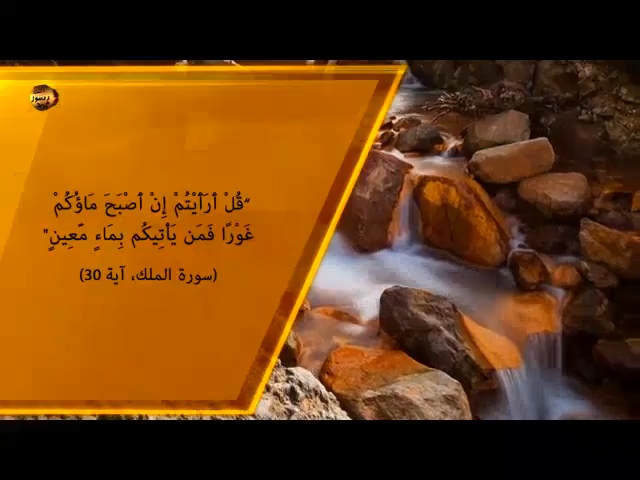 "قُلْ أَرَأَيْتُمْ إِنْ أَصْبَحَ مَاؤُكُمْ
غَوْرًا فَمَن يَأْتِيكُم بِمَاءٍ مَّعِينٍ"
(سورة الملك، آية 30)